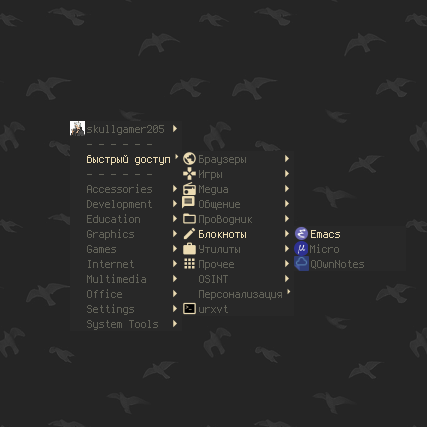 skullgamer205
- - - - - -
быстрый доступ
- - - - - -
Accessories
Development
Education
Graphics
Games
Internet
Multimedia
Office
Settings
System Tools
Браузеры
Игры
Медиа
Общение
Проводник
Блокноты
Утилиты
Прочее
OSINT
Персонализация
urxvt
Emacs
Micro
QOwnNotes